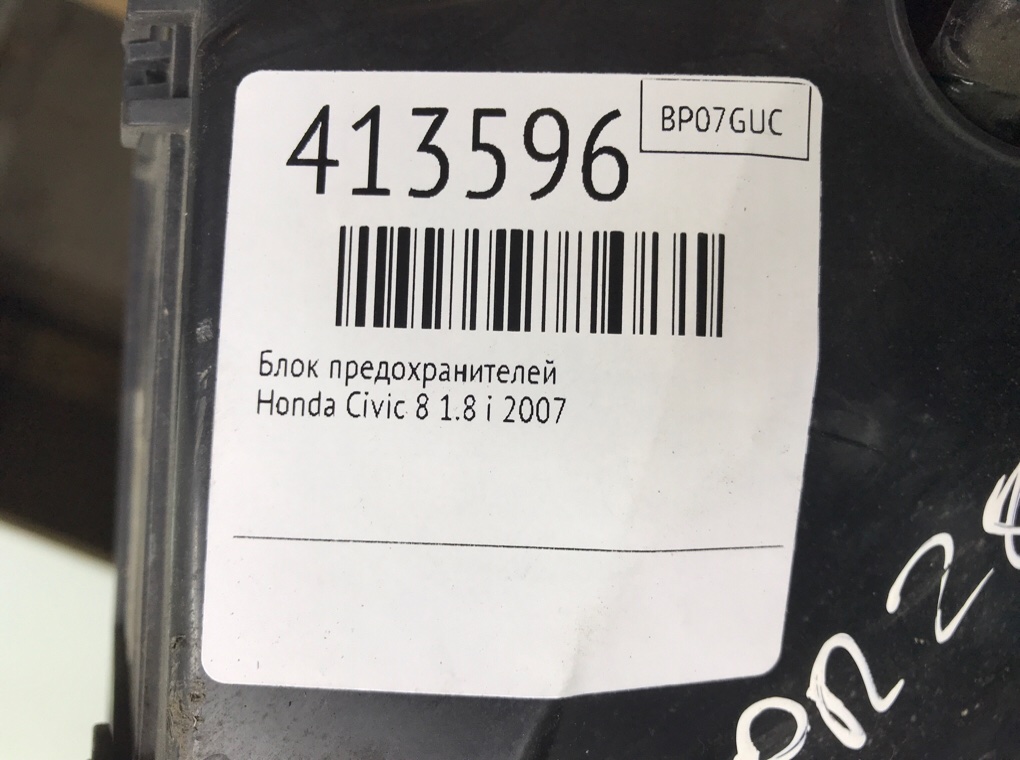 413596
BP07GUC
Блок предохранителей
Honda Civic 8 1.8 i 2007